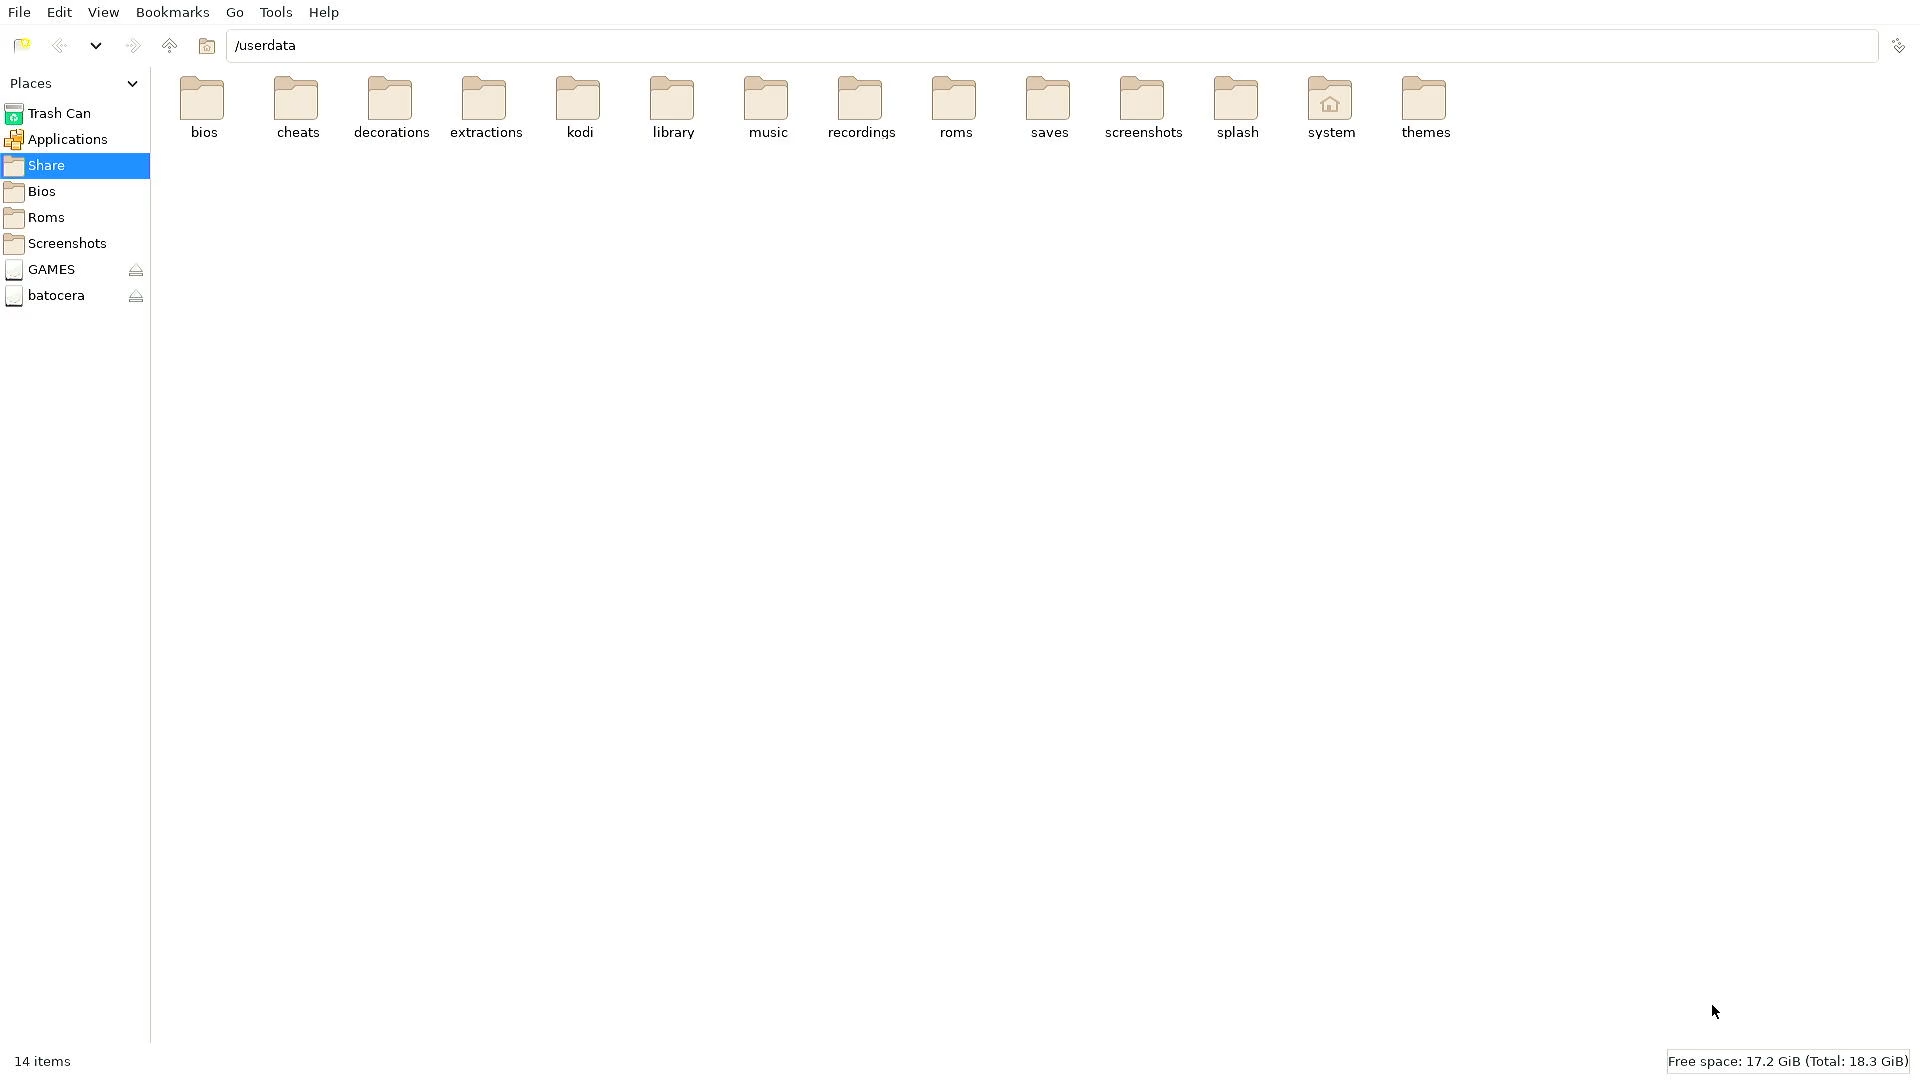 File Edit View Bookmarks Go Tools Help
/userdata
Places
Trash Can
Applications
Share
Bios
Roms
Screenshots
GAMES
batocera
bios cheats decorations extractions kodi library music recordings roms saves screenshots splash system themes
14 items
Free space: 17.2 GiB (Total: 18.3 GiB)